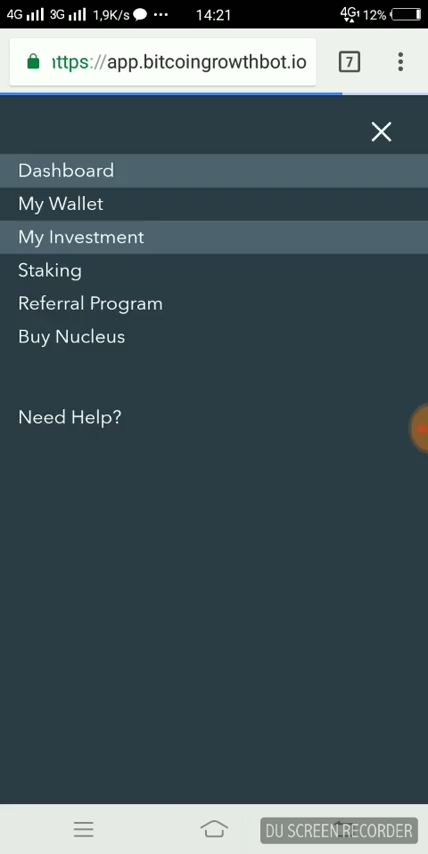 4G 3G 1,9K/s ... 14:21 4G 12%
https://app.bitcoingrowthbot.io 7
Dashboard
My Wallet
My Investment
Staking
Referral Program
Buy Nucleus
Need Help?
DU SCREEN RECORDER